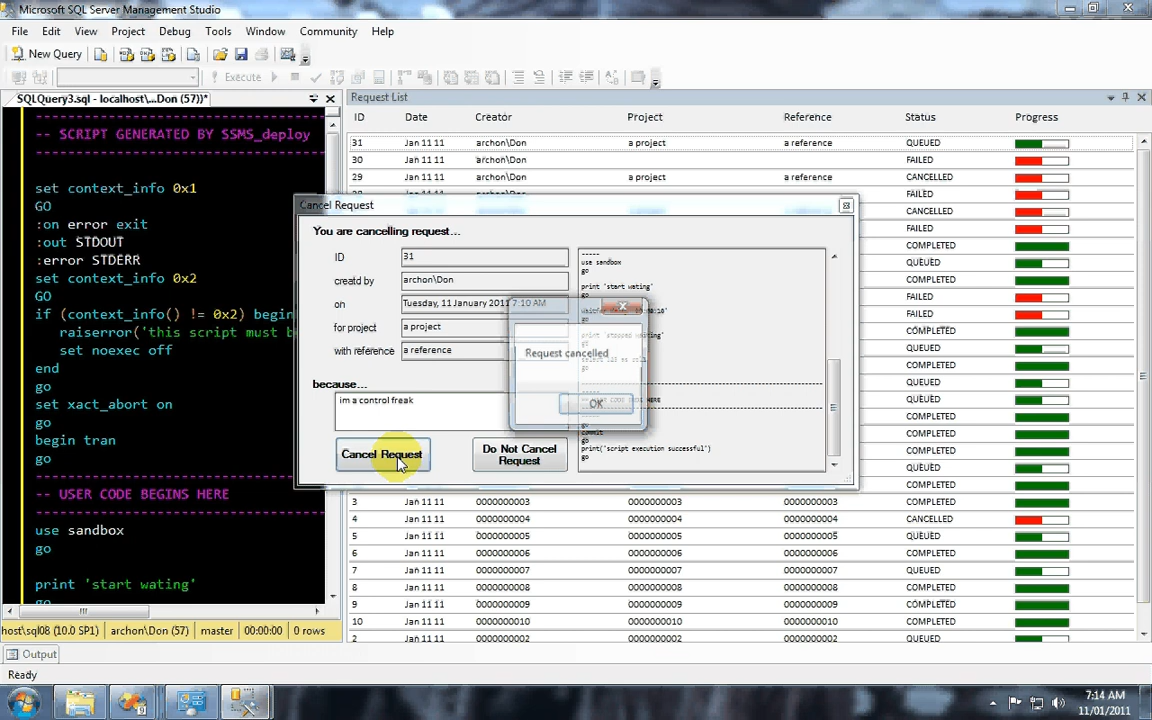 Microsoft SQL Server Management Studio
File Edit View Project Debug Tools Window Community Help
New Query
Execute
SQLQuery3.sql - localhost\...Don (57))*
-- SCRIPT GENERATED BY SSMS_deploy
set context_info 0x1
GO
:on error exit
:out STDOUT
:error STDERR
set context_info 0x2
GO
if (context_info() != 0x2) begin
raiserror('this script must b
set noexec off
end
go
set xact_abort on
go
begin tran
go
-- USER CODE BEGINS HERE
use sandbox
go
print 'start wating'
go
host\sql08 (10.0 SP1) archon\Don (57) master 00:00:00 0 rows
Request List
ID Date Creator Project Reference Status Progress
31 Jan 11 11 archon\Don a project a reference QUEUED
30 Jan 11 11 archon\Don FAILED
29 Jan 11 11 archon\Don a project a reference CANCELLED
FAILED
CANCELLED
FAILED
COMPLETED
QUEUED
COMPLETED
FAILED
FAILED
COMPLETED
QUEUED
COMPLETED
COMPLETED
3 Jan 11 11 0000000003 0000000003 0000000003 COMPLETED
4 Jan 11 11 0000000004 0000000004 0000000004 CANCELLED
5 Jan 11 11 0000000005 0000000005 0000000005 QUEUED
6 Jan 11 11 0000000006 0000000006 0000000006 COMPLETED
7 Jan 11 11 0000000007 0000000007 0000000007 QUEUED
8 Jan 11 11 0000000008 0000000008 0000000008 COMPLETED
9 Jan 11 11 0000000009 0000000009 0000000009 COMPLETED
10 Jan 11 11 0000000010 0000000010 0000000010 COMPLETED
2 Jan 11 11 0000000002 0000000002 0000000002 QUEUED
Cancel Request
You are cancelling request...
ID 31
creatd by archon\Don
on Tuesday, 11 January 2011 7:10 AM
for project a project
with reference a reference
because...
im a control freak
Cancel Request
Do Not Cancel
Request
use sandbox
go
print 'start wating'
go
go
go
commit
go
print('script execution successful')
go
Request cancelled
OK
Output
Ready
7:14 AM
11/01/2011